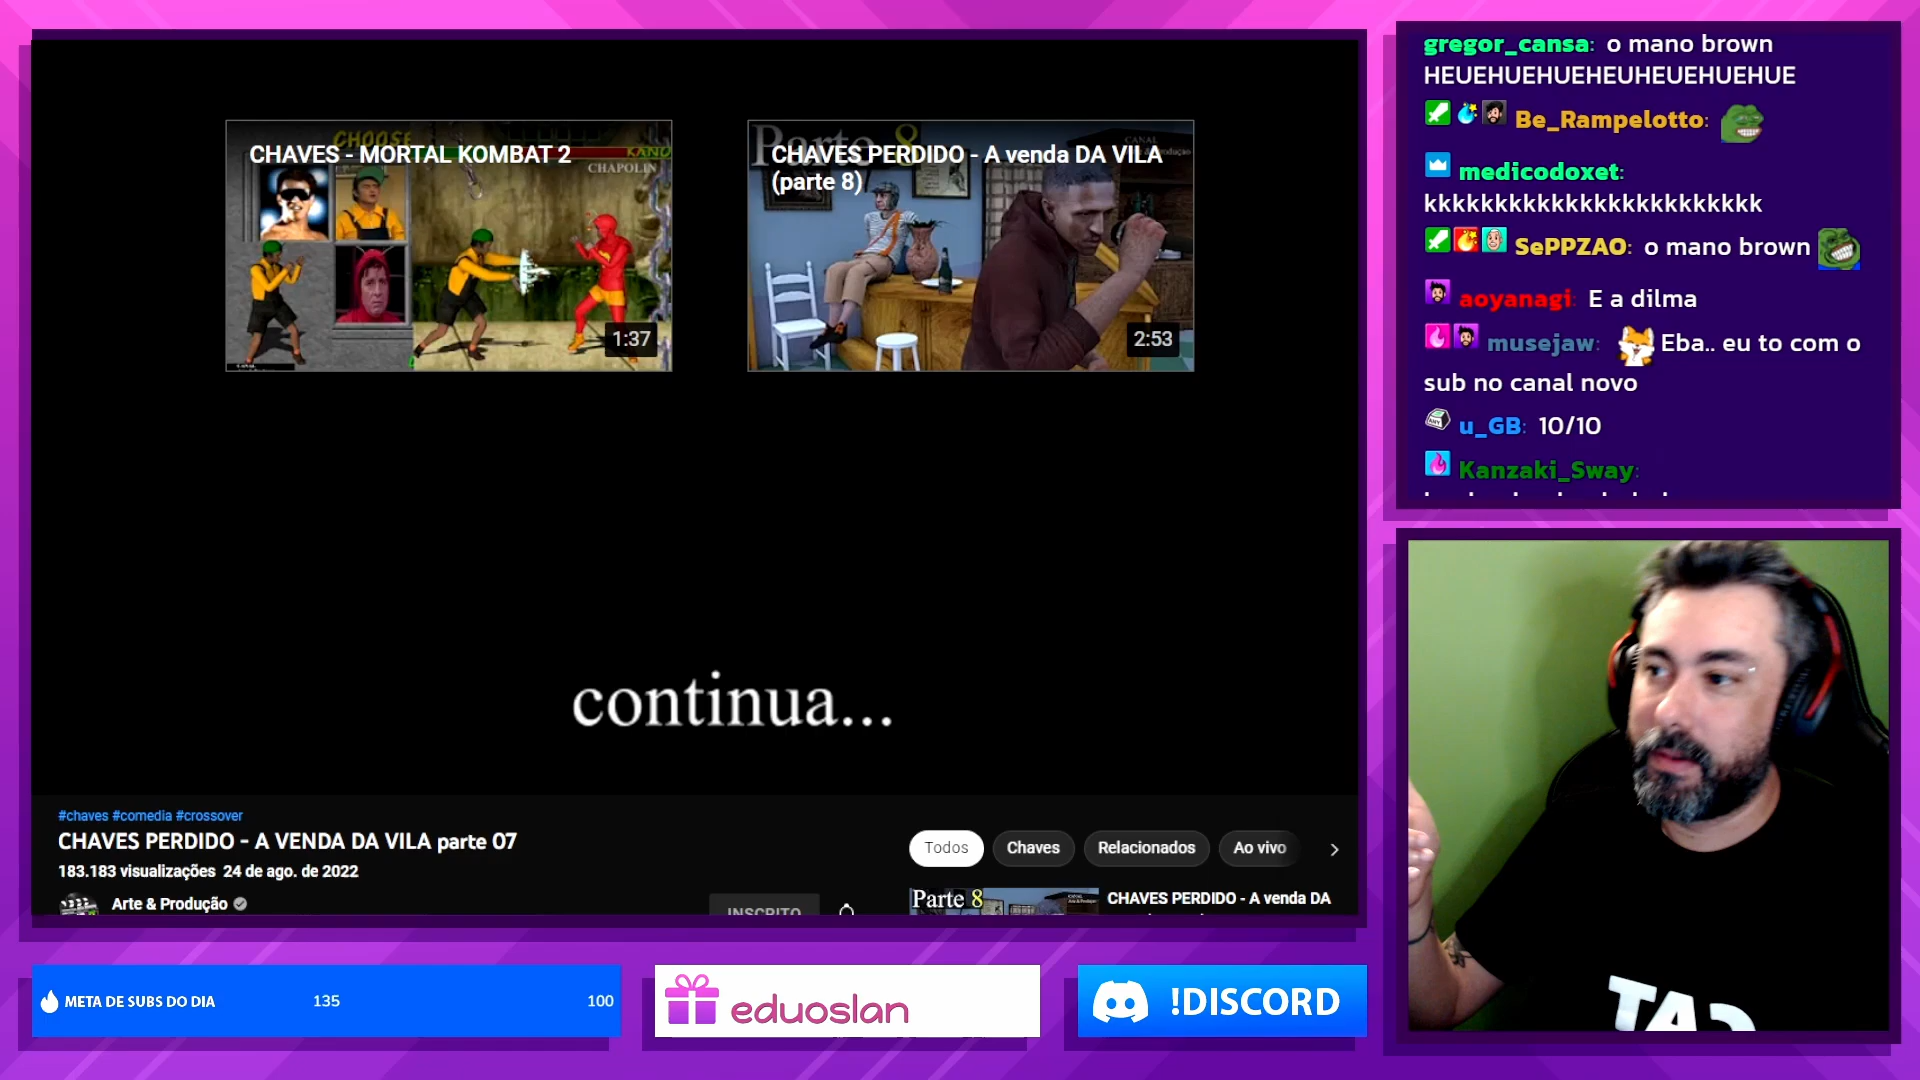 CHOOSE
CHAVES - MORTAL KOMBAT 2
KANO
CHAPOLIN
1:37
Parte 8
CHAVES PERDIDO - A venda DA VILA
(parte 8)
CANAL
2:53
continua...
#chaves #comedia #crossover
CHAVES PERDIDO - A VENDA DA VILA parte 07
183.183 visualizações 24 de ago. de 2022
Arte & Produção
INSCRITO
Todos
Chaves
Relacionados
Ao vivo
Parte 8
CHAVES PERDIDO - A venda DA
gregor_cansa: o mano brown
HEUEHUEHUEHEUHEUEHUEHUE
Be_Rampelotto:
medicodoxet:
kkkkkkkkkkkkkkkkkkkkkkkk
SePPZAO: o mano brown
aoyanagi: E a dilma
musejaw: Eba.. eu to com o
sub no canal novo
u_GB: 10/10
Kanzaki_Sway:
META DE SUBS DO DIA 135 100
eduoslan
!DISCORD